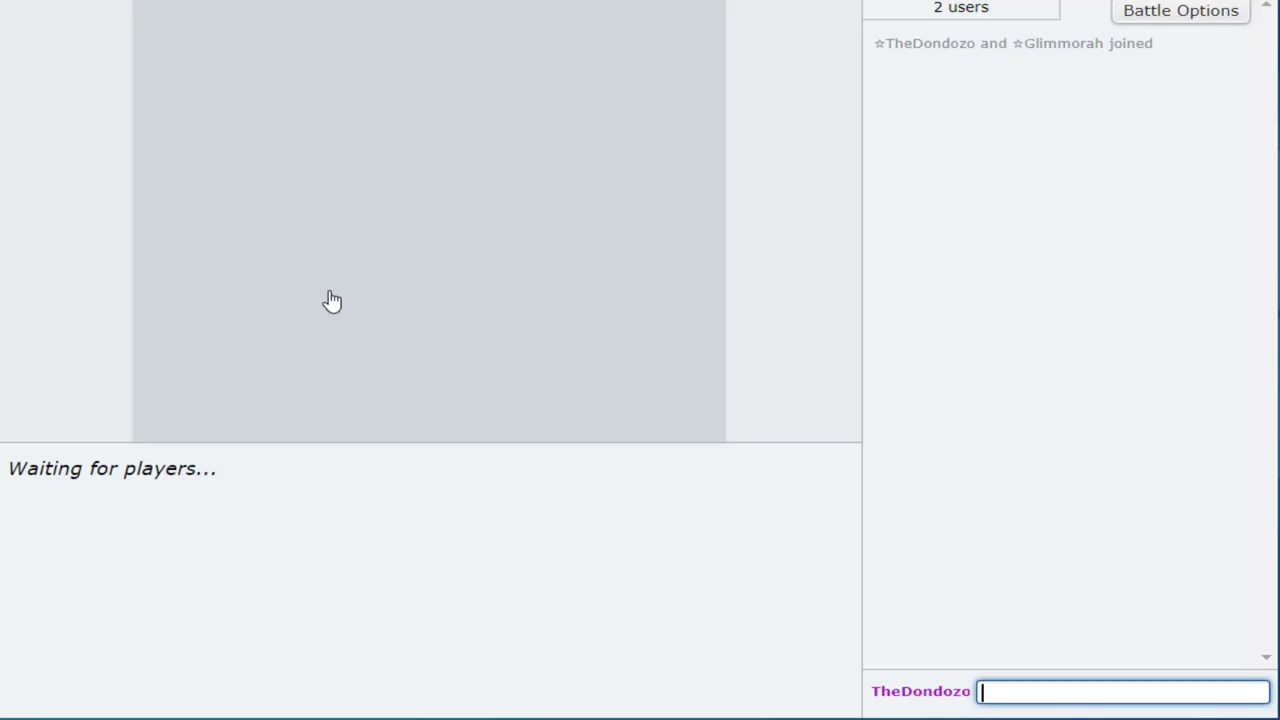 2 users
Battle Options
☆TheDondozo and ☆Glimmorah joined
Waiting for players...
TheDondozo